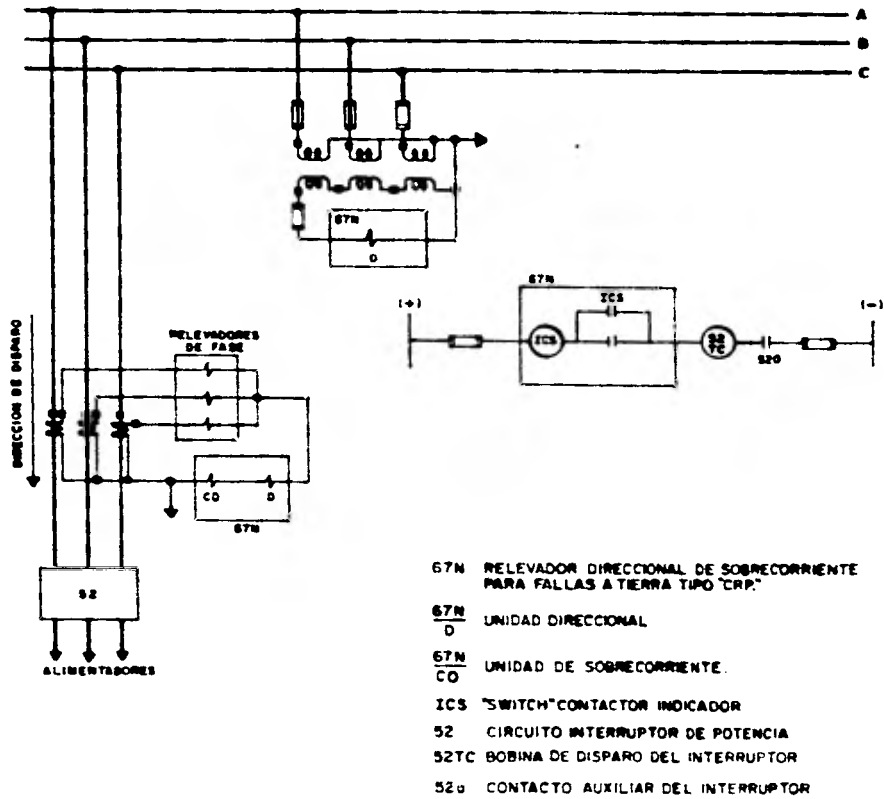 A
B
C
67N
D
67N
ICS
(+)
(-)
ICS
52
TC
52a
DIRECCION DE DISPARO
RELEVADORES
DE FASE
CO
D
67N
52
ALIMENTADORES
67N RELEVADOR DIRECCIONAL DE SOBRECORRIENTE
PARA FALLAS A TIERRA TIPO "CRP."
67N
D UNIDAD DIRECCIONAL
67N
CO UNIDAD DE SOBRECORRIENTE.
ICS "SWITCH" CONTACTOR INDICADOR
52 CIRCUITO INTERRUPTOR DE POTENCIA
52TC BOBINA DE DISPARO DEL INTERRUPTOR
52a CONTACTO AUXILIAR DEL INTERRUPTOR